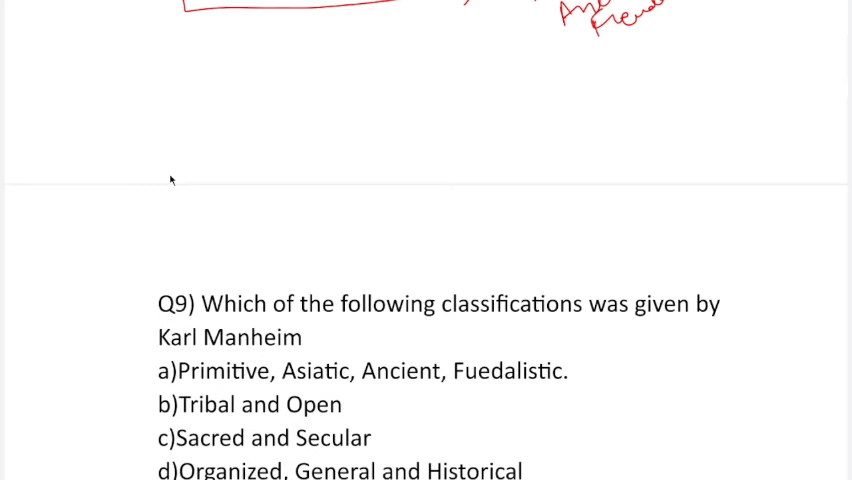 Q9) Which of the following classifications was given by
Karl Manheim
a)Primitive, Asiatic, Ancient, Fuedalistic.
b)Tribal and Open
c)Sacred and Secular
d)Organized, General and Historical